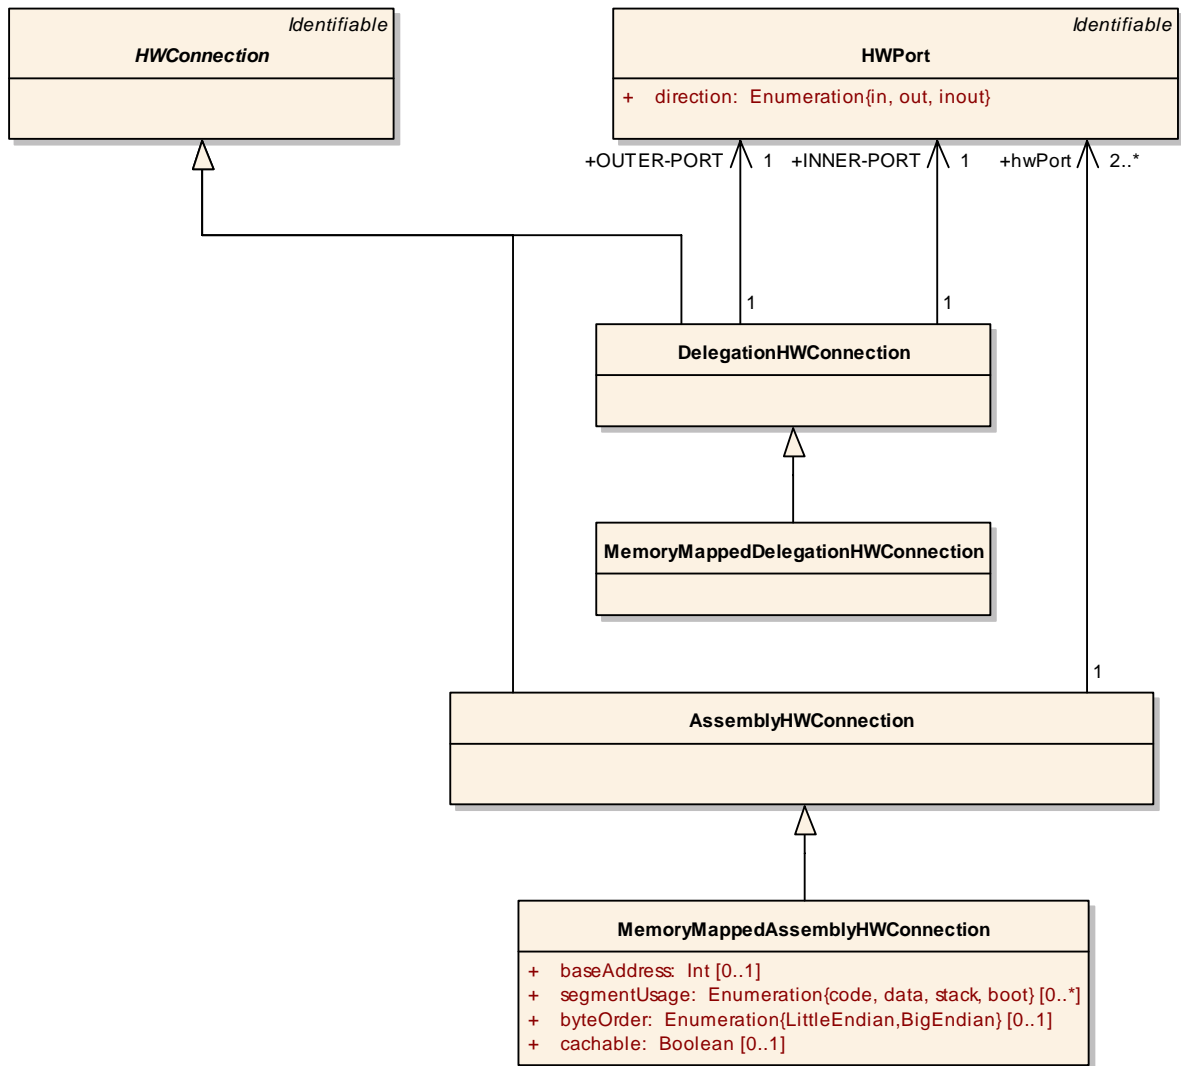 Identifiable
HWConnection
Identifiable
HWPort
+ direction: Enumeration{in, out, inout}
+OUTER-PORT 1 +INNER-PORT 1 +hwPort 2..*
1 1
DelegationHWConnection
MemoryMappedDelegationHWConnection
1
AssemblyHWConnection
MemoryMappedAssemblyHWConnection
+ baseAddress: Int [0..1]
+ segmentUsage: Enumeration{code, data, stack, boot} [0..*]
+ byteOrder: Enumeration{LittleEndian,BigEndian} [0..1]
+ cachable: Boolean [0..1]